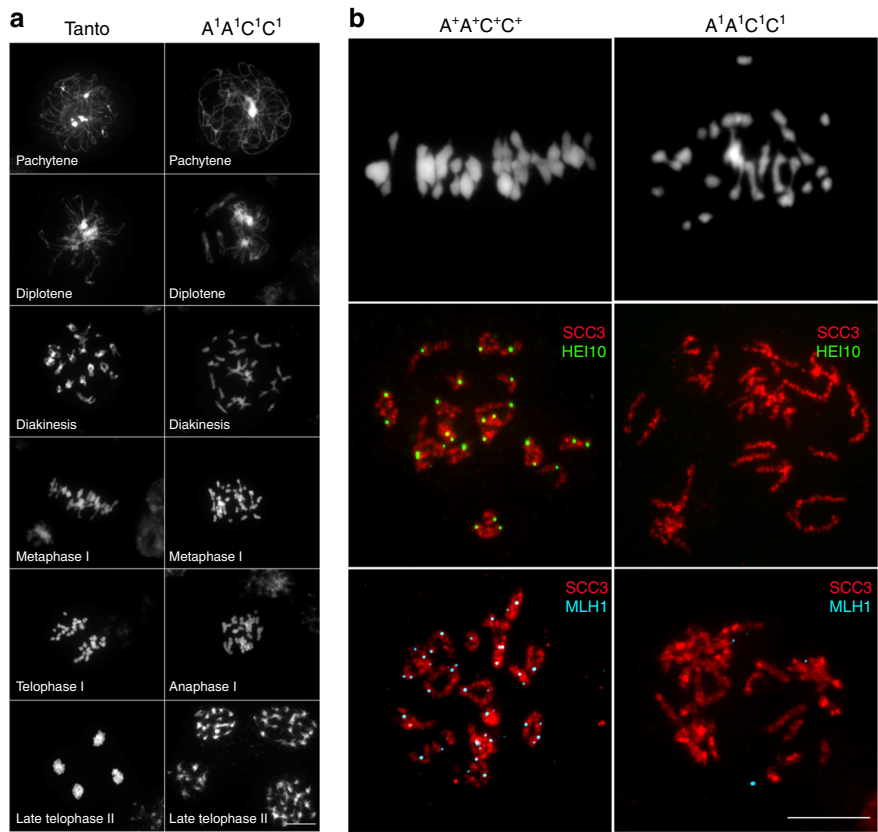 a
Tanto A¹A¹C¹C¹
Pachytene Pachytene
Diplotene Diplotene
Diakinesis Diakinesis
Metaphase I Metaphase I
Telophase I Anaphase I
Late telophase II Late telophase II
b
A⁺A⁺C⁺C⁺ A¹A¹C¹C¹
SCC3 SCC3
HEI10 HEI10
SCC3 SCC3
MLH1 MLH1